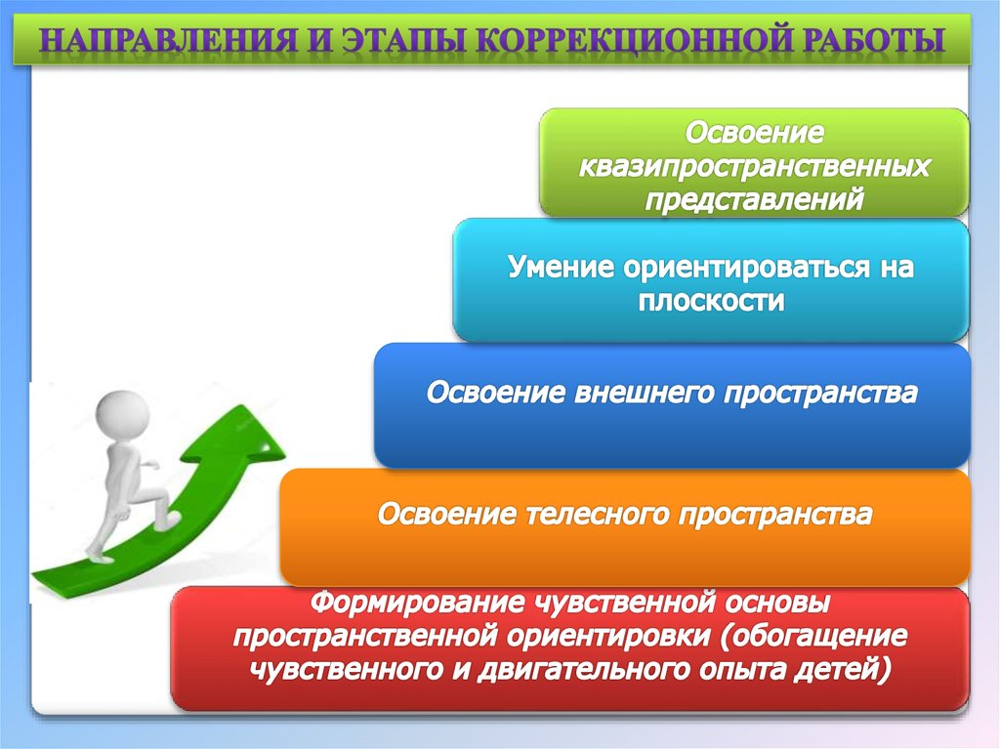 НАПРАВЛЕНИЯ И ЭТАПЫ КОРРЕКЦИОННОЙ РАБОТЫ
Освоение
квазипространственных
представлений
Умение ориентироваться на
плоскости
Освоение внешнего пространства
Освоение телесного пространства
Формирование чувственной основы
пространственной ориентировки (обогащение
чувственного и двигательного опыта детей)